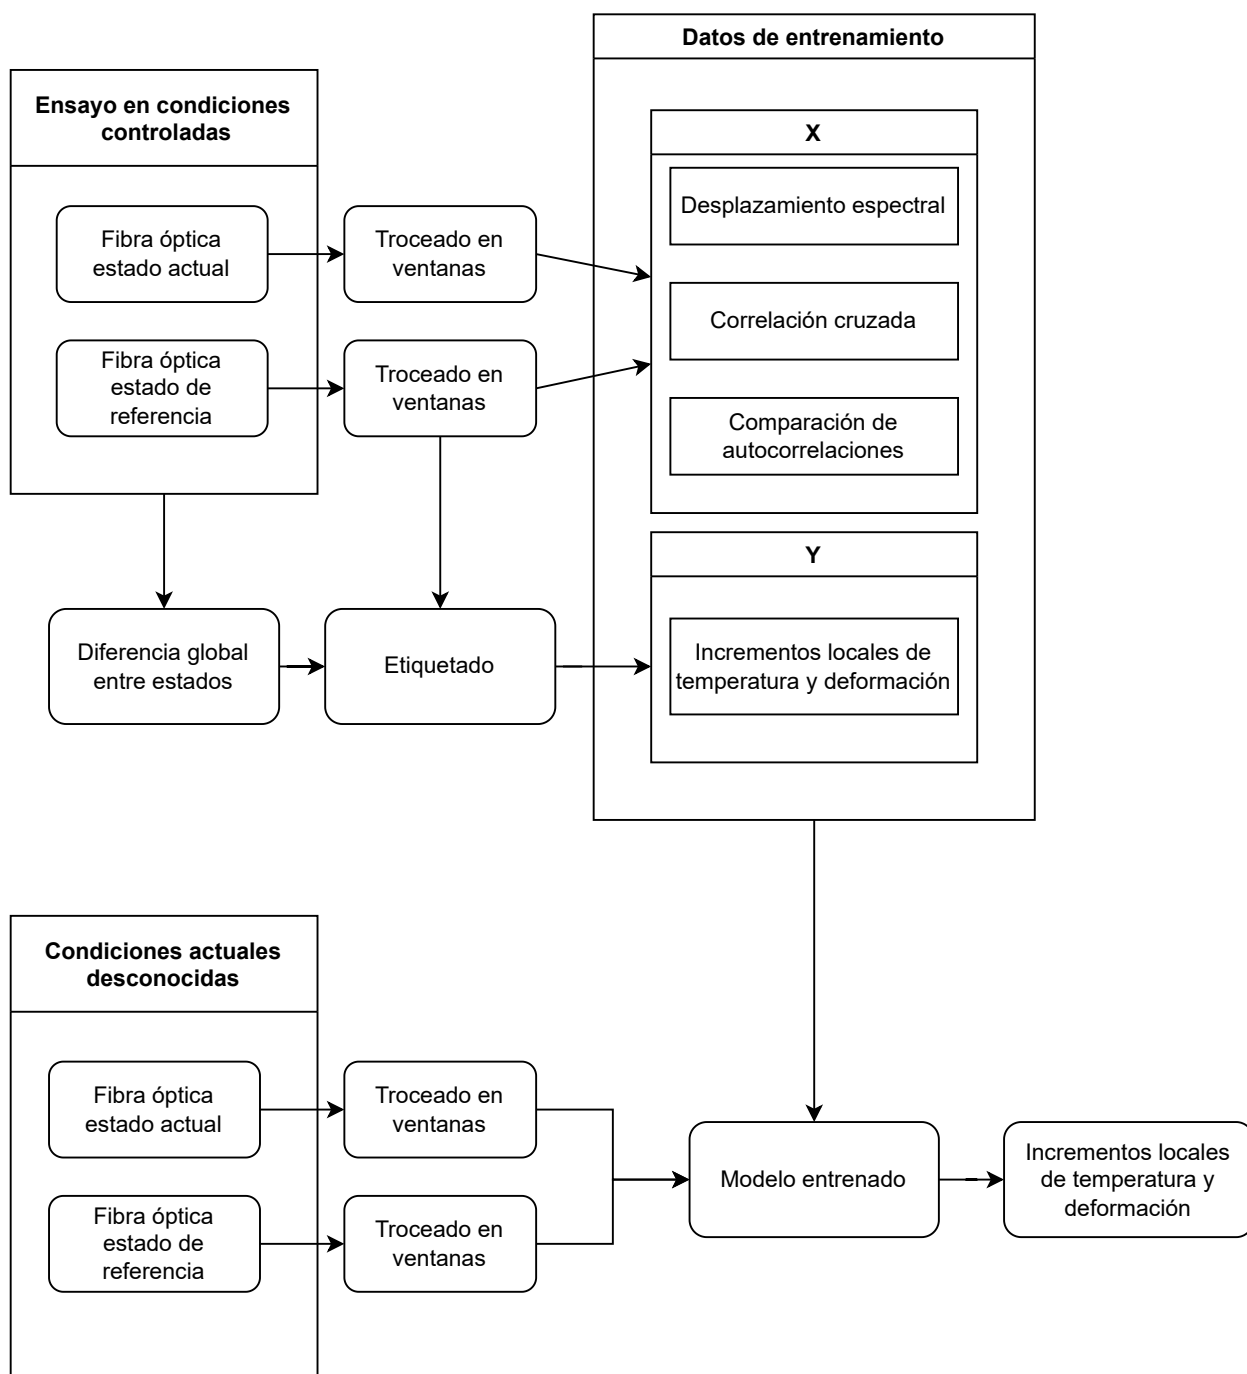 Datos de entrenamiento
Ensayo en condiciones
controladas
X
Desplazamiento espectral
Fibra óptica
estado actual
Troceado en
ventanas
Correlación cruzada
Fibra óptica
estado de
referencia
Troceado en
ventanas
Comparación de
autocorrelaciones
Y
Diferencia global
entre estados
Etiquetado
Incrementos locales de
temperatura y deformación
Condiciones actuales
desconocidas
Fibra óptica
estado actual
Troceado en
ventanas
Fibra óptica
estado de
referencia
Troceado en
ventanas
Modelo entrenado
Incrementos locales
de temperatura y
deformación